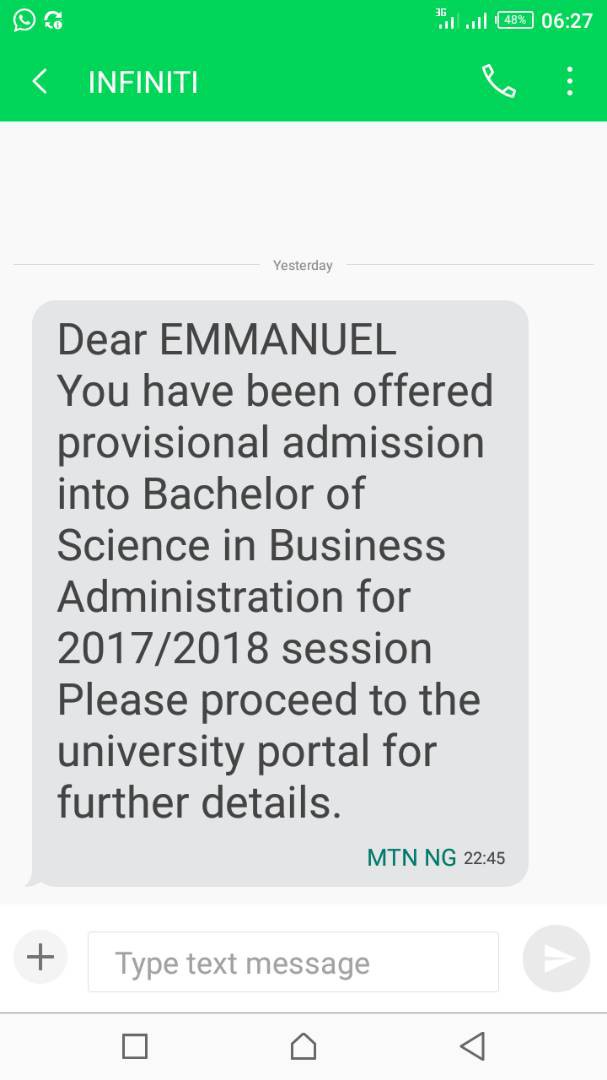 3G 48% 06:27
INFINITI
Yesterday
Dear EMMANUEL
You have been offered
provisional admission
into Bachelor of
Science in Business
Administration for
2017/2018 session
Please proceed to the
university portal for
further details.
MTN NG 22:45
Type text message